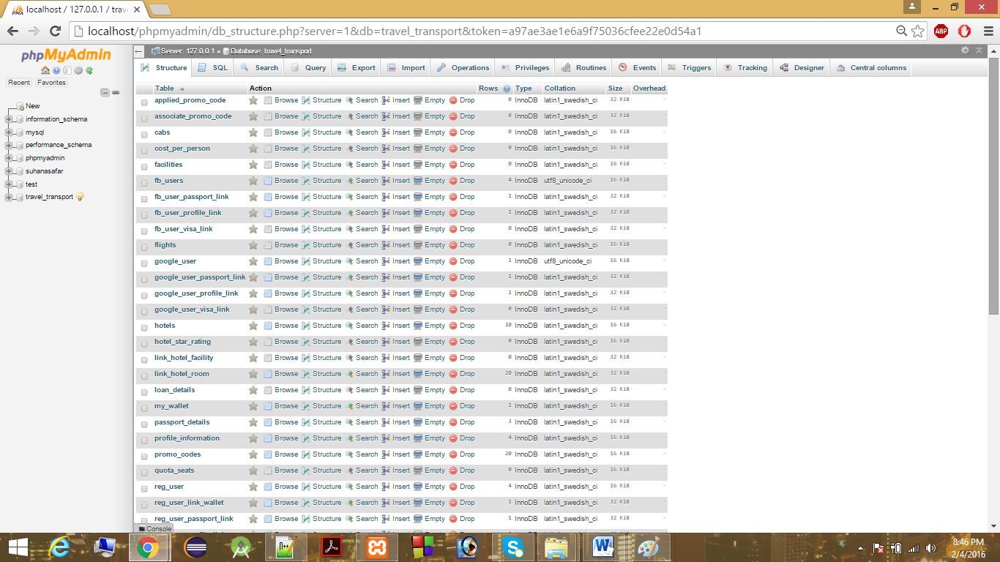 localhost / 127.0.0.1 / trav
localhost/phpmyadmin/db_structure.php?server=1&db=travel_transport&token=a97ae3ae1e6a9f75036cfee22e0d54a1
ABP
phpMyAdmin
Recent Favorites
New
information_schema
mysql
performance_schema
phpmyadmin
suhanasafar
test
travel_transport
Server: 127.0.0.1 » Database: travel_transport
Structure SQL Search Query Export Import Operations Privileges Routines Events Triggers Tracking Designer Central columns
Table Action Rows Type Collation Size Overhead
applied_promo_code Browse Structure Search Insert Empty Drop 0 InnoDB latin1_swedish_ci 32 KiB -
associate_promo_code Browse Structure Search Insert Empty Drop 0 InnoDB latin1_swedish_ci 32 KiB -
cabs Browse Structure Search Insert Empty Drop 0 InnoDB latin1_swedish_ci 16 KiB -
cost_per_person Browse Structure Search Insert Empty Drop 0 InnoDB latin1_swedish_ci 16 KiB -
facilities Browse Structure Search Insert Empty Drop 0 InnoDB latin1_swedish_ci 16 KiB -
fb_users Browse Structure Search Insert Empty Drop 4 InnoDB utf8_unicode_ci 16 KiB -
fb_user_passport_link Browse Structure Search Insert Empty Drop 1 InnoDB latin1_swedish_ci 32 KiB -
fb_user_profile_link Browse Structure Search Insert Empty Drop 1 InnoDB latin1_swedish_ci 32 KiB -
fb_user_visa_link Browse Structure Search Insert Empty Drop 0 InnoDB latin1_swedish_ci 32 KiB -
flights Browse Structure Search Insert Empty Drop 0 InnoDB latin1_swedish_ci 16 KiB -
google_user Browse Structure Search Insert Empty Drop 1 InnoDB utf8_unicode_ci 16 KiB -
google_user_passport_link Browse Structure Search Insert Empty Drop 1 InnoDB latin1_swedish_ci 32 KiB -
google_user_profile_link Browse Structure Search Insert Empty Drop 1 InnoDB latin1_swedish_ci 32 KiB -
google_user_visa_link Browse Structure Search Insert Empty Drop 0 InnoDB latin1_swedish_ci 32 KiB -
hotels Browse Structure Search Insert Empty Drop 10 InnoDB latin1_swedish_ci 16 KiB -
hotel_star_rating Browse Structure Search Insert Empty Drop 0 InnoDB latin1_swedish_ci 16 KiB -
link_hotel_facility Browse Structure Search Insert Empty Drop 0 InnoDB latin1_swedish_ci 32 KiB -
link_hotel_room Browse Structure Search Insert Empty Drop 20 InnoDB latin1_swedish_ci 32 KiB -
loan_details Browse Structure Search Insert Empty Drop 0 InnoDB latin1_swedish_ci 32 KiB -
my_wallet Browse Structure Search Insert Empty Drop 1 InnoDB latin1_swedish_ci 16 KiB -
passport_details Browse Structure Search Insert Empty Drop 3 InnoDB latin1_swedish_ci 16 KiB -
profile_information Browse Structure Search Insert Empty Drop 4 InnoDB latin1_swedish_ci 16 KiB -
promo_codes Browse Structure Search Insert Empty Drop 20 InnoDB latin1_swedish_ci 16 KiB -
quota_seats Browse Structure Search Insert Empty Drop 0 InnoDB latin1_swedish_ci 16 KiB -
reg_user Browse Structure Search Insert Empty Drop 4 InnoDB latin1_swedish_ci 16 KiB -
reg_user_link_wallet Browse Structure Search Insert Empty Drop 1 InnoDB latin1_swedish_ci 32 KiB -
reg_user_passport_link Browse Structure Search Insert Empty Drop 1 InnoDB latin1_swedish_ci 32 KiB -
Console
8:46 PM
2/4/2016